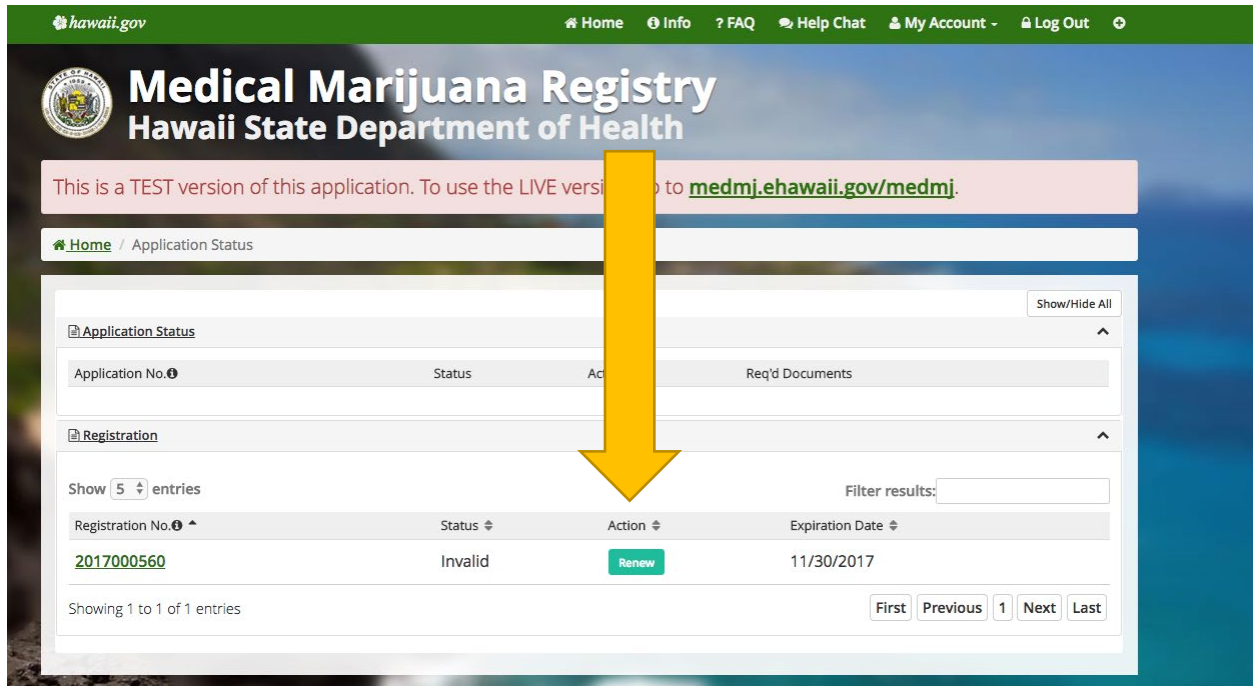 hawaii.gov Home Info ? FAQ Help Chat My Account Log Out
Medical Marijuana Registry
Hawaii State Department of Health
This is a TEST version of this application. To use the LIVE to medmj.ehawaii.gov/medmj.
Home / Application Status
Show/Hide All
Application Status
Application No. Status Req'd Documents
Registration
Show 5 entries Filter results:
Registration No. Status Action Expiration Date
2017000560 Invalid Renew 11/30/2017
Showing 1 to 1 of 1 entries First Previous 1 Next Last